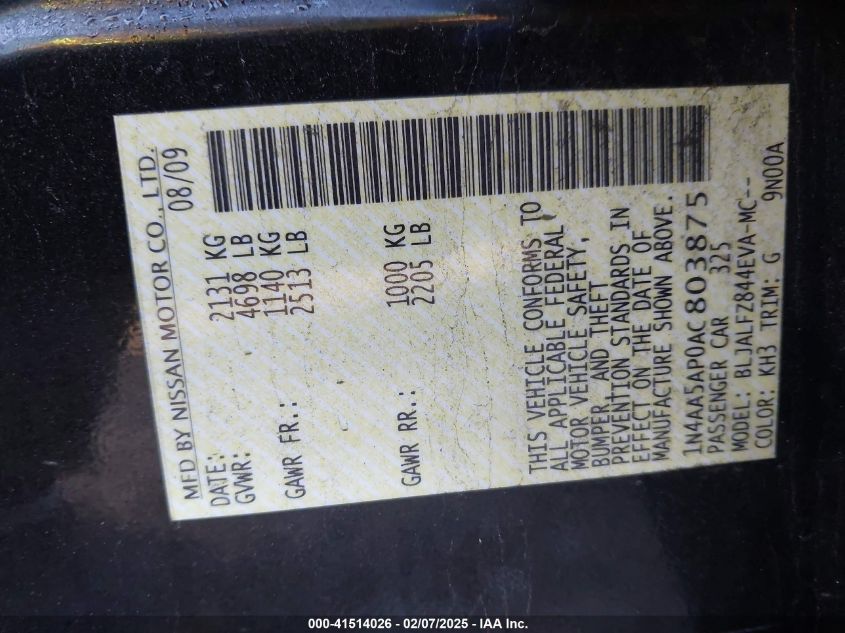 MFD BY NISSAN MOTOR CO., LTD.
DATE: 08/09
GVWR: 2131 KG
4698 LB
GAWR FR.: 1140 KG
2513 LB
GAWR RR.: 1000 KG
2205 LB
THIS VEHICLE CONFORMS TO
ALL APPLICABLE FEDERAL
MOTOR VEHICLE SAFETY,
BUMPER, AND THEFT
PREVENTION STANDARDS IN
EFFECT ON THE DATE OF
MANUFACTURE SHOWN ABOVE.
1N4AA5AP0AC803875
PASSENGER CAR 325
MODEL: BLJALFZ844EVA-MC--
COLOR: KH3 TRIM: G 9N00A
000-41514026 - 02/07/2025 - IAA Inc.